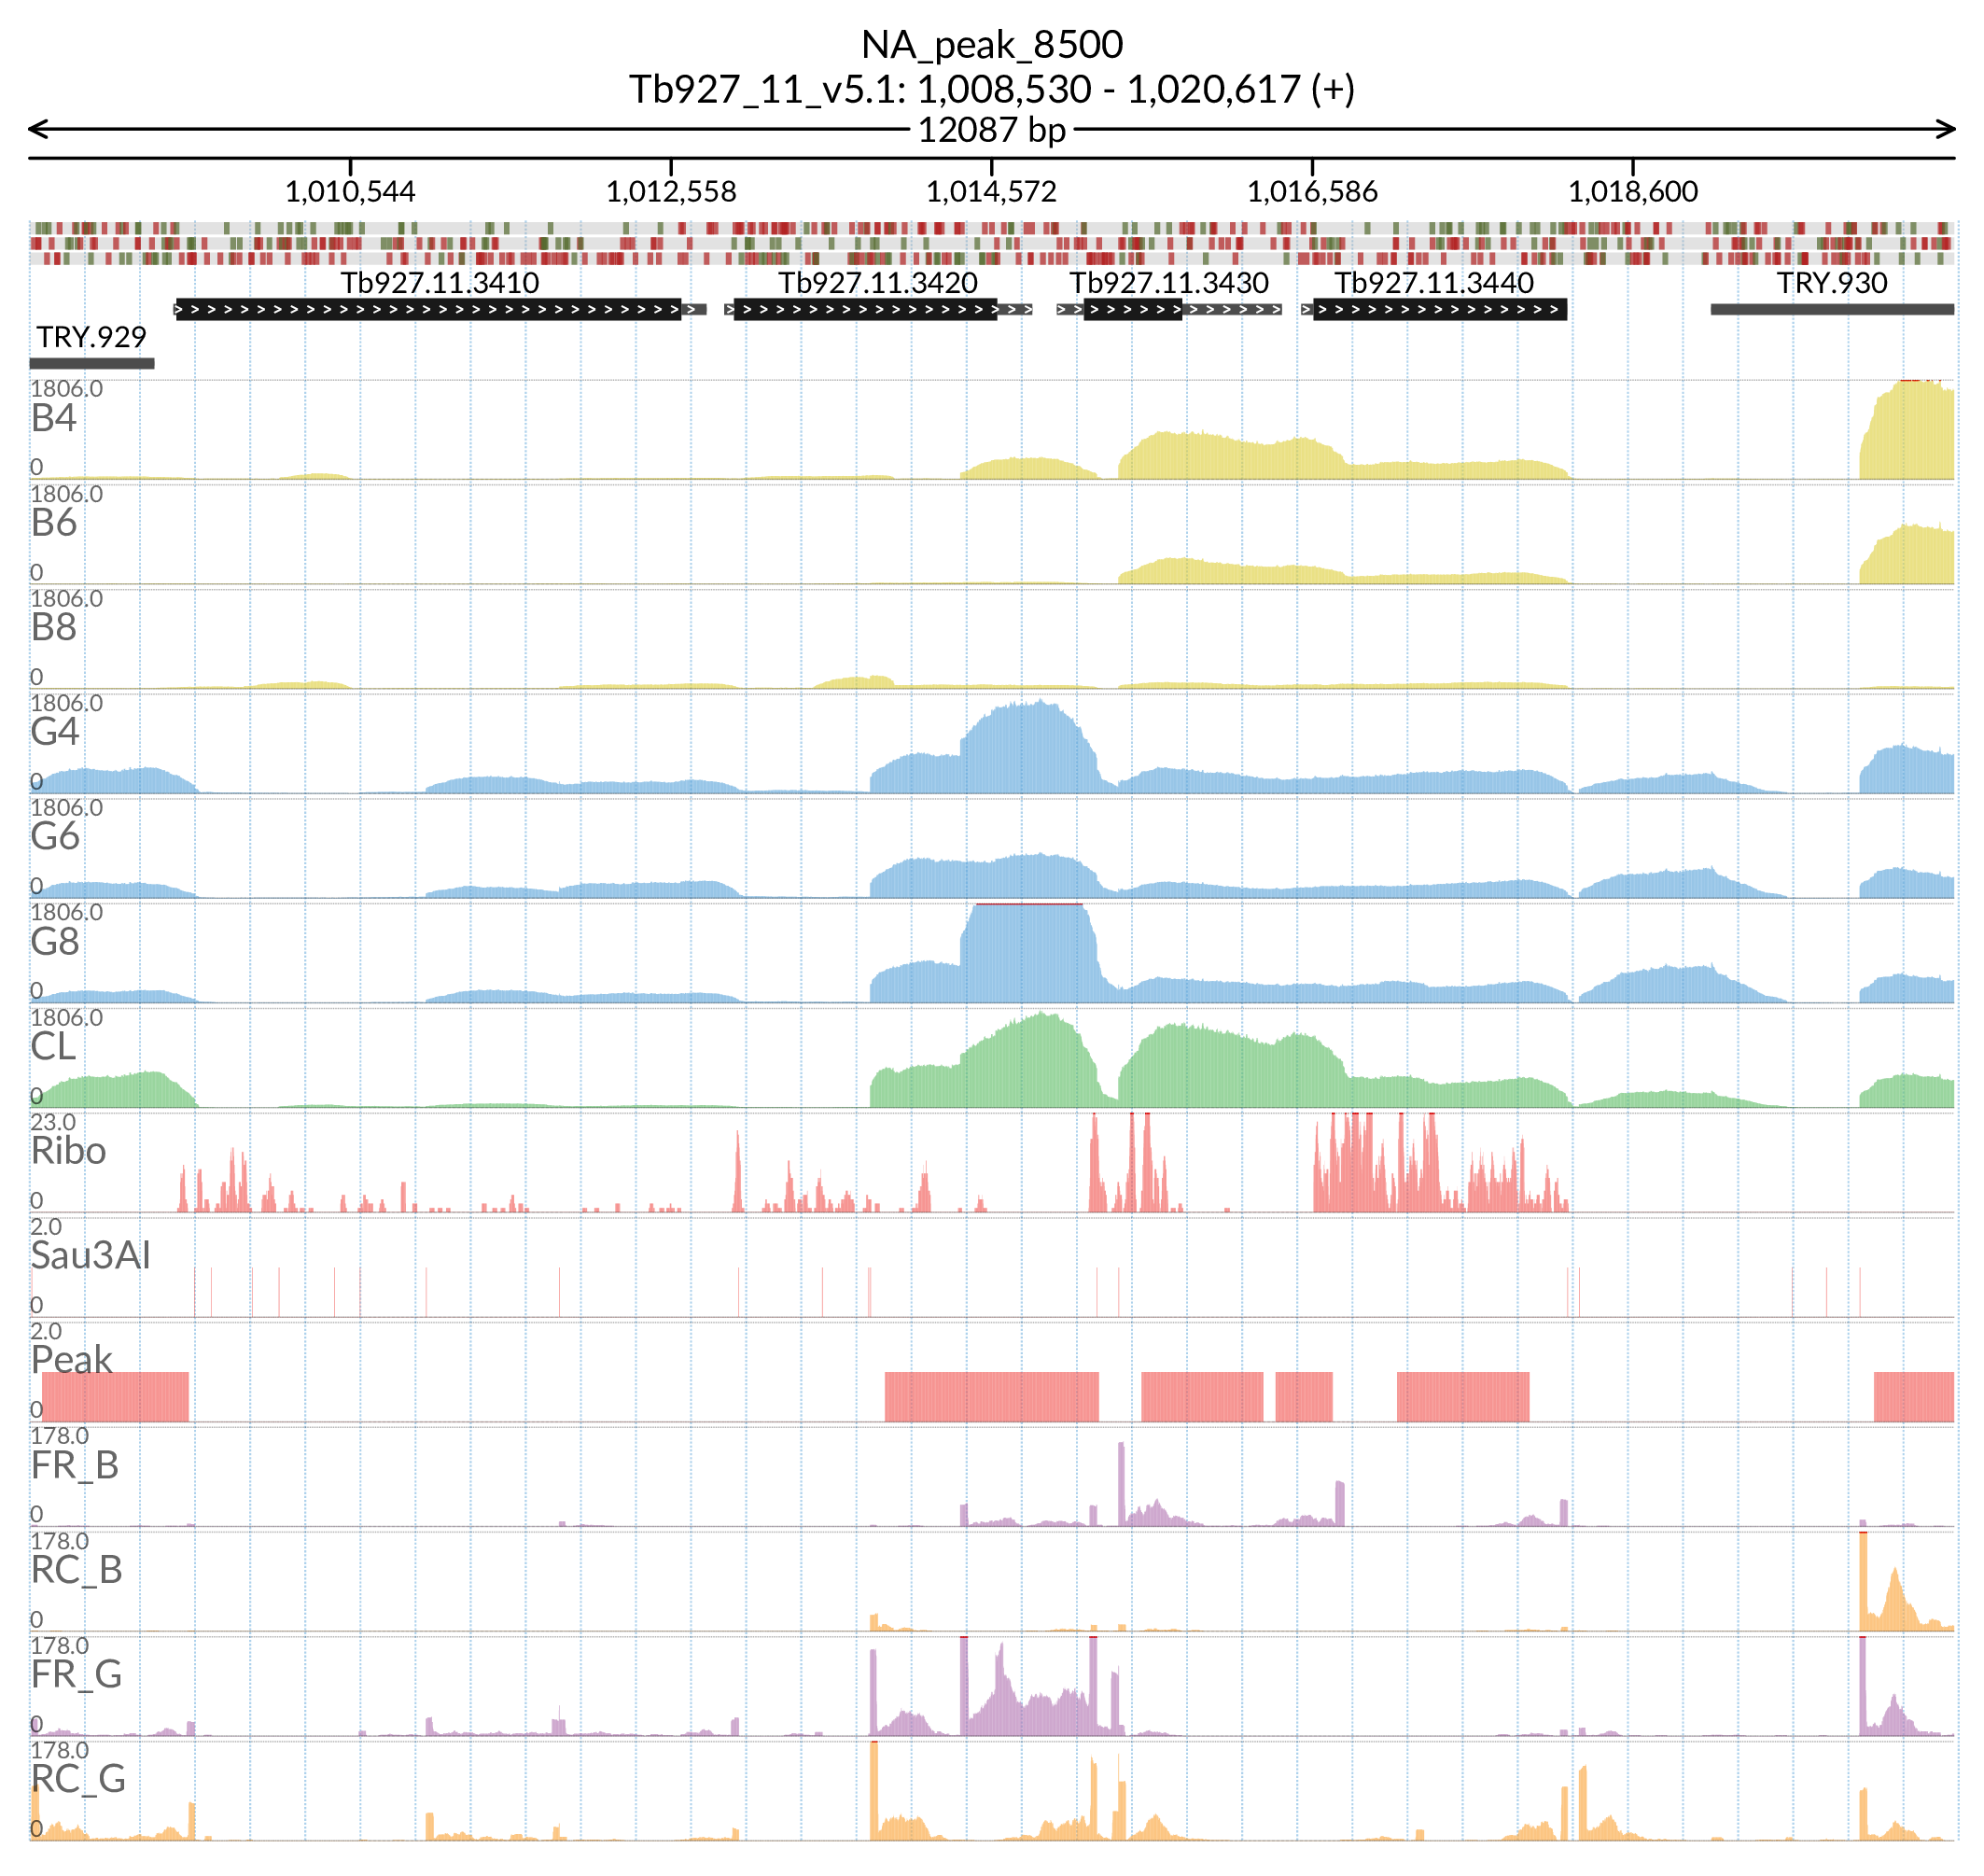 NA_peak_8500
Tb927_11_v5.1: 1,008,530 - 1,020,617 (+)
12087 bp
1,010,544 1,012,558 1,014,572 1,016,586 1,018,600
Tb927.11.3410 Tb927.11.3420 Tb927.11.3430 Tb927.11.3440 TRY.930
TRY.929
1806.0
B4
0
1806.0
B6
0
1806.0
B8
0
1806.0
G4
0
1806.0
G6
0
1806.0
G8
0
1806.0
CL
0
23.0
Ribo
0
2.0
Sau3AI
0
2.0
Peak
0
178.0
FR_B
0
178.0
RC_B
0
178.0
FR_G
0
178.0
RC_G
0